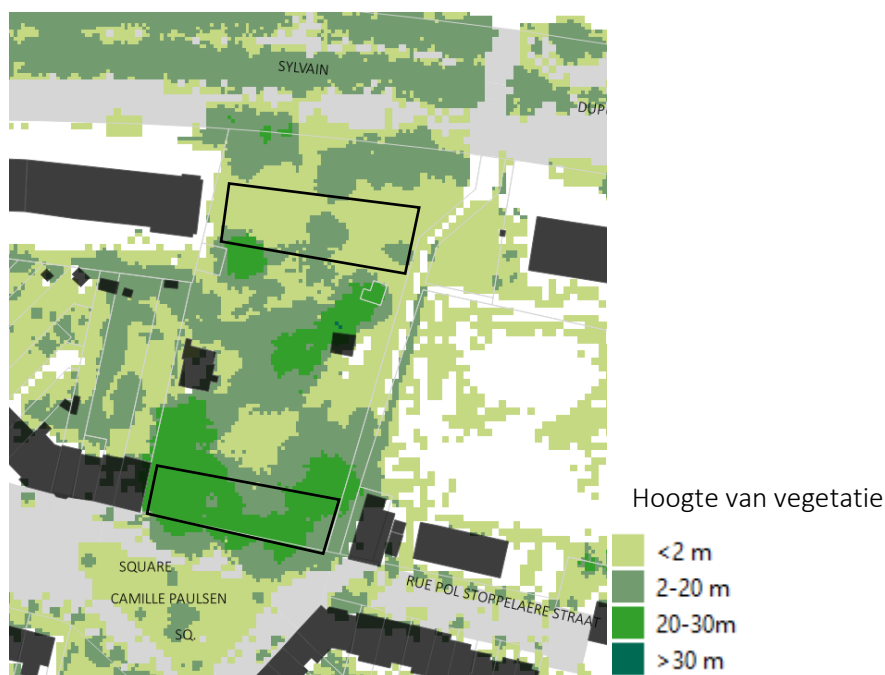 SYLVAIN
DUP
SQUARE
CAMILLE PAULSEN
SQ.
RUE POL STOPPELAERE STRAAT
Hoogte van vegetatie
<2 m
2-20 m
20-30m
>30 m